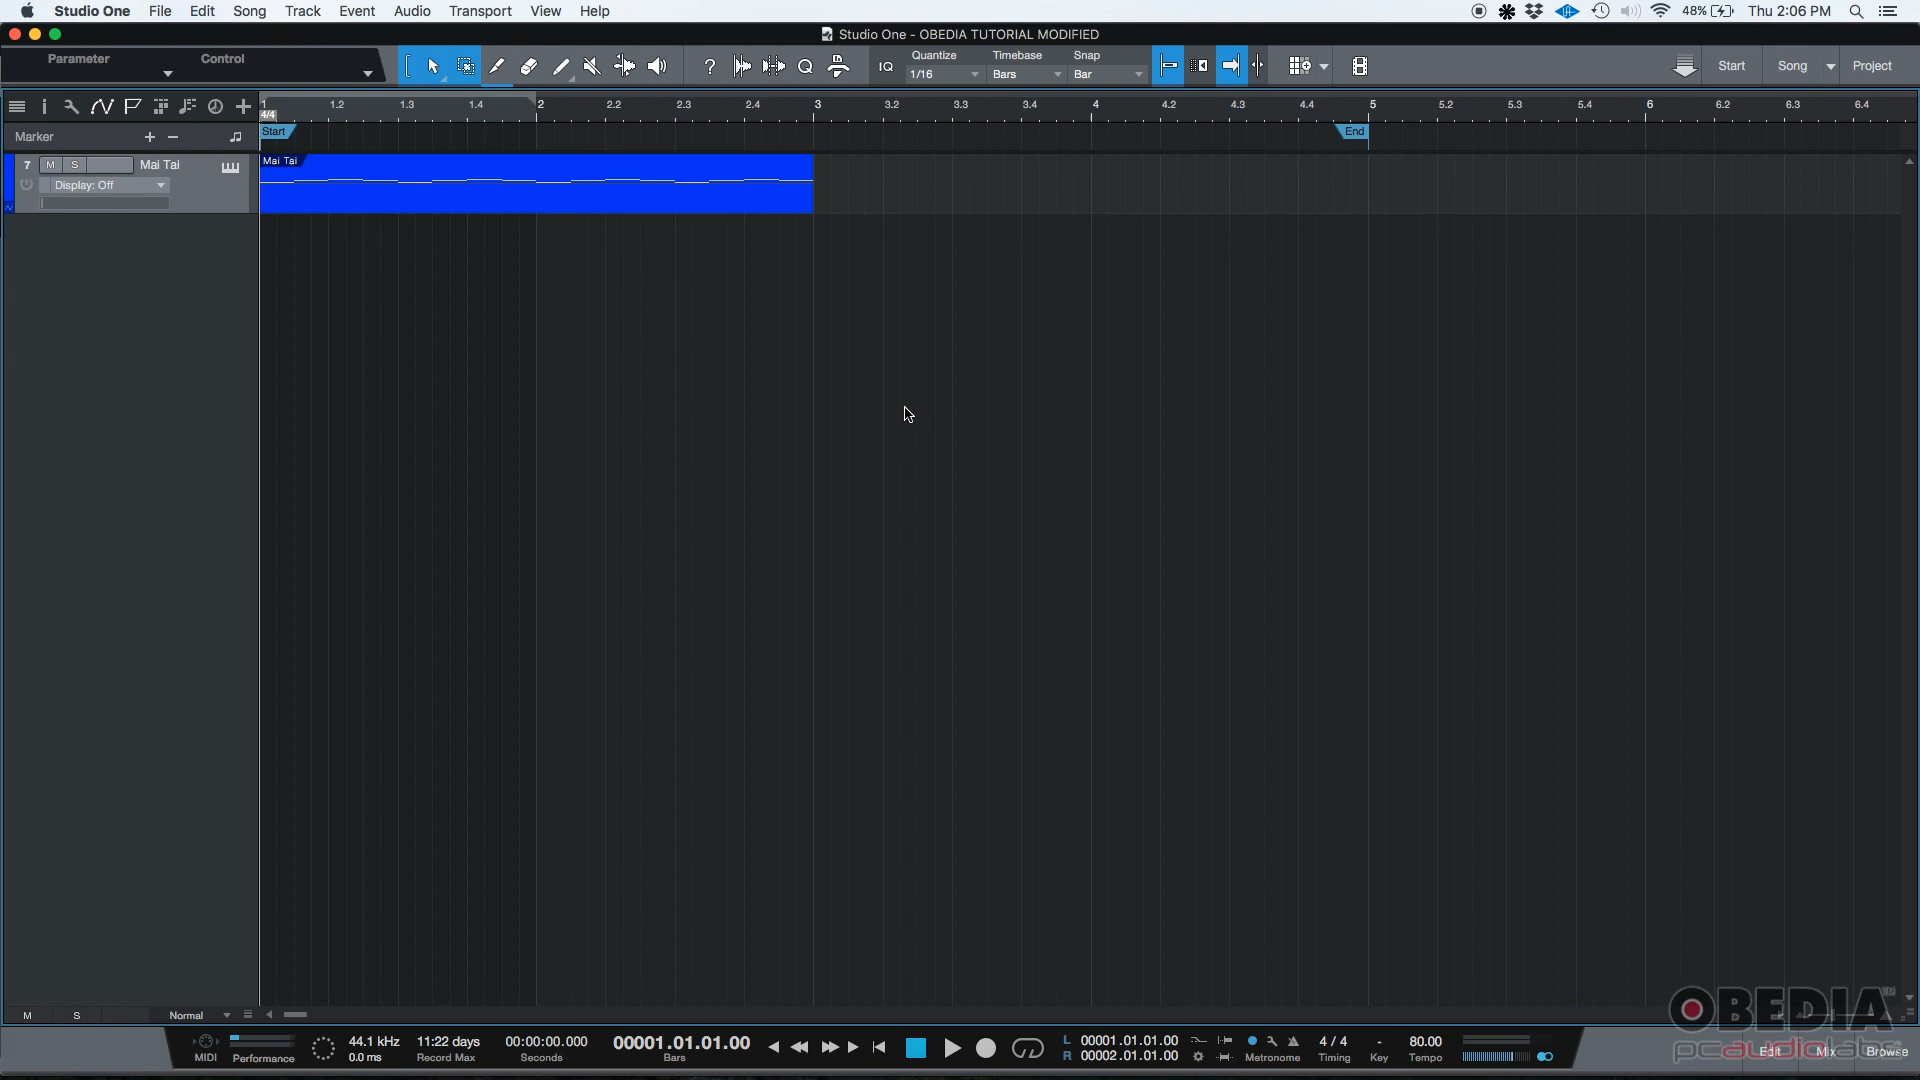 Studio One File Edit Song Track Event Audio Transport View Help 48% Thu 2:06 PM
Studio One - OBEDIA TUTORIAL MODIFIED
Parameter Control
? Q IQ
Quantize Timebase Snap
1/16 Bars Bar
Start Song Project
1 1.2 1.3 1.4 2 2.2 2.3 2.4 3 3.2 3.3 3.4 4 4.2 4.3 4.4 5 5.2 5.3 5.4 6 6.2 6.3 6.4
4/4
Marker + −
Start End
7 M S Mai Tai
Mai Tai
Display: Off
M S Normal
MIDI Performance
44.1 kHz
0.0 ms
11:22 days
Record Max
00:00:00.000
Seconds
00001.01.01.00
Bars
L 00001.01.01.00
R 00002.01.01.00
Metronome
4 / 4
Timing
-
Key
80.00
Tempo
OBEDIA
pcaudiolabs
Edit Mix Browse